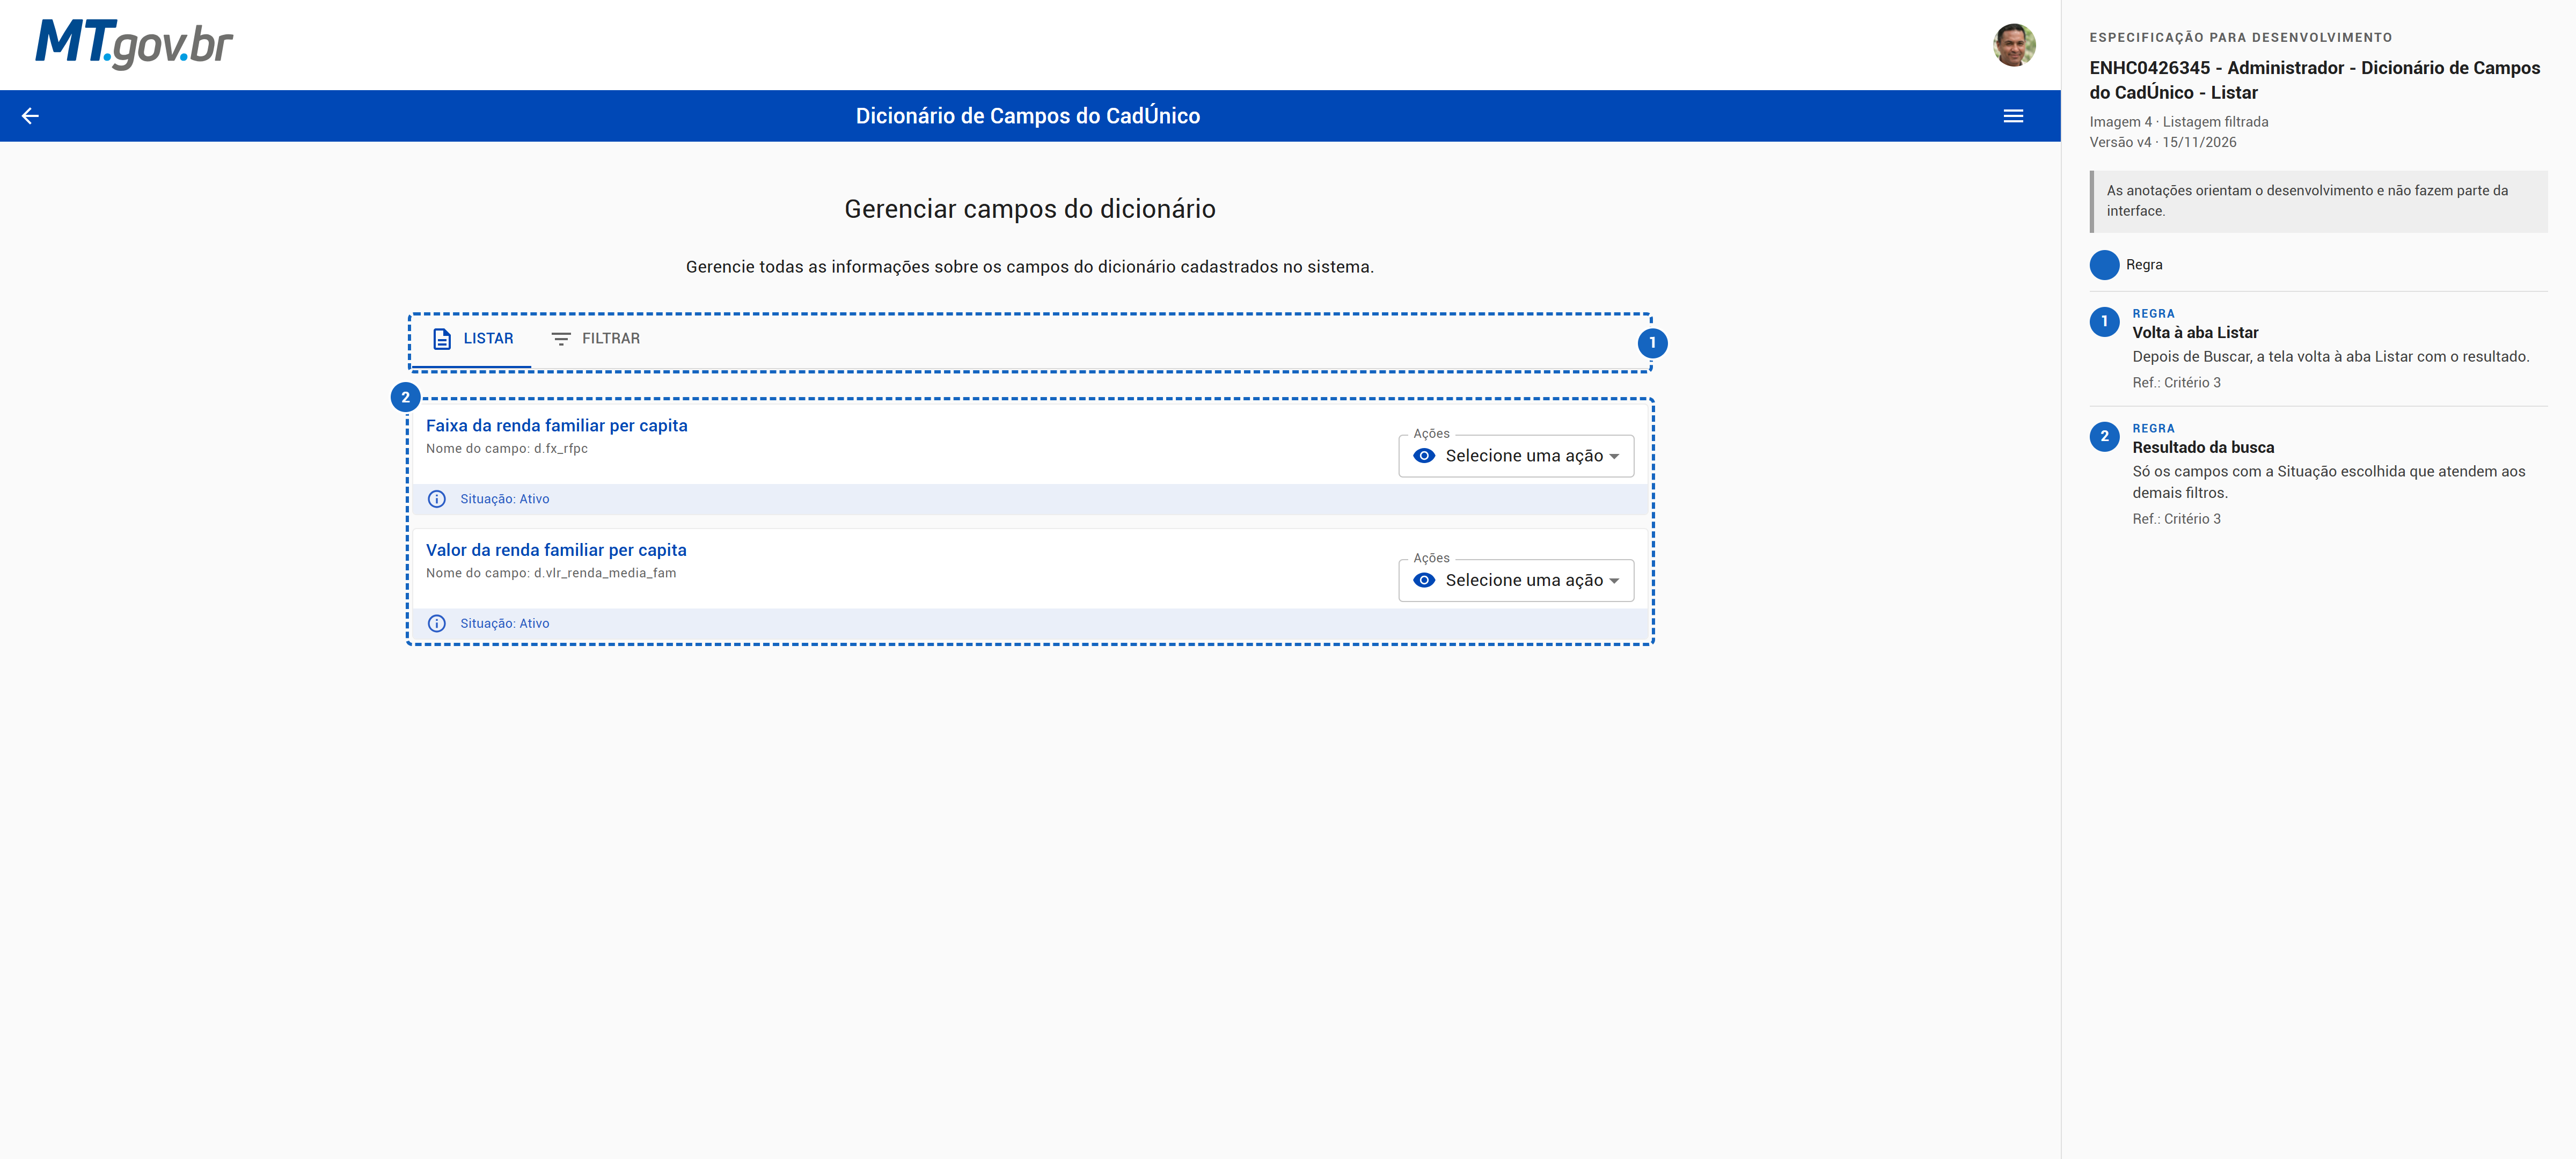 MT.gov.br
Dicionário de Campos do CadÚnico
Gerenciar campos do dicionário
Gerencie todas as informações sobre os campos do dicionário cadastrados no sistema.
LISTAR
FILTRAR
1
2
Faixa da renda familiar per capita
Nome do campo: d.fx_rfpc
Ações
Selecione uma ação
Situação: Ativo
Valor da renda familiar per capita
Nome do campo: d.vlr_renda_media_fam
Ações
Selecione uma ação
Situação: Ativo
ESPECIFICAÇÃO PARA DESENVOLVIMENTO
ENHC0426345 - Administrador - Dicionário de Campos
do CadÚnico - Listar
Imagem 4 · Listagem filtrada
Versão v4 · 15/11/2026
As anotações orientam o desenvolvimento e não fazem parte da
interface.
Regra
1
REGRA
Volta à aba Listar
Depois de Buscar, a tela volta à aba Listar com o resultado.
Ref.: Critério 3
2
REGRA
Resultado da busca
Só os campos com a Situação escolhida que atendem aos
demais filtros.
Ref.: Critério 3